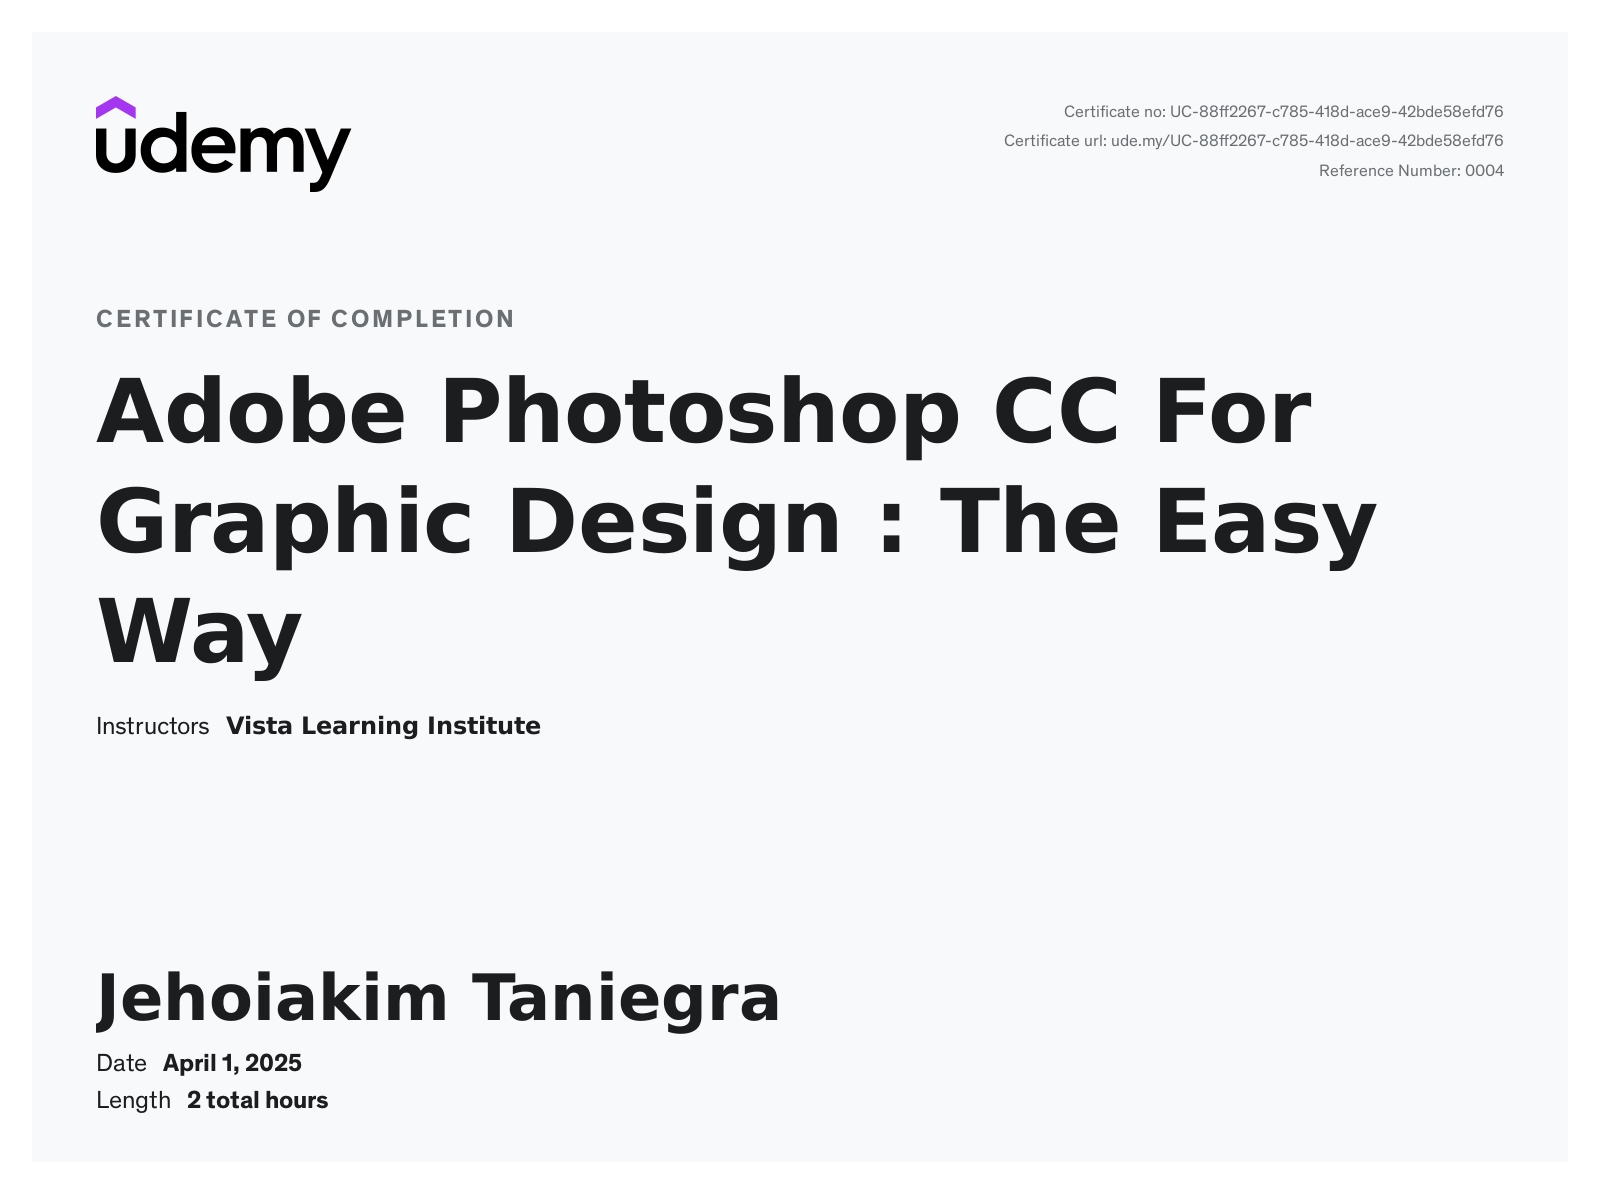 udemy
Certificate no: UC-88ff2267-c785-418d-ace9-42bde58efd76
Certificate url: ude.my/UC-88ff2267-c785-418d-ace9-42bde58efd76
Reference Number: 0004
CERTIFICATE OF COMPLETION
Adobe Photoshop CC For
Graphic Design : The Easy
Way
Instructors Vista Learning Institute
Jehoiakim Taniegra
Date April 1, 2025
Length 2 total hours